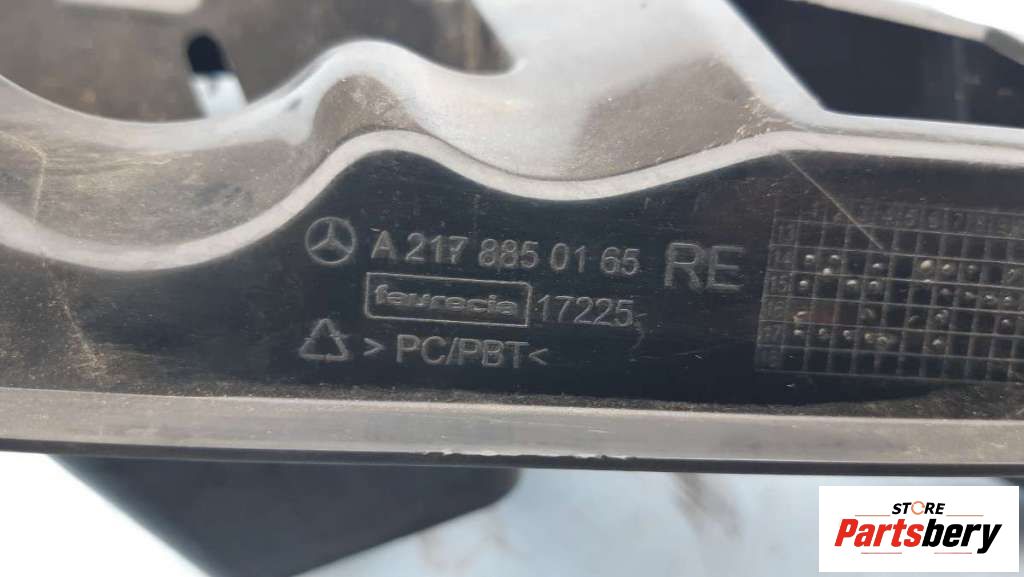 A 217 885 01 65 RE
faurecia 17225
> PC/PBT <
STORE
Partsbery